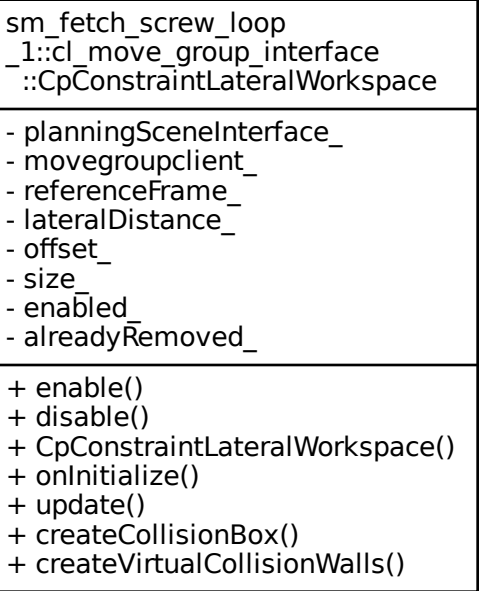 sm_fetch_screw_loop
_1::cl_move_group_interface
::CpConstraintLateralWorkspace
- planningSceneInterface_
- movegroupclient_
- referenceFrame_
- lateralDistance_
- offset_
- size_
- enabled_
- alreadyRemoved_
+ enable()
+ disable()
+ CpConstraintLateralWorkspace()
+ onInitialize()
+ update()
+ createCollisionBox()
+ createVirtualCollisionWalls()